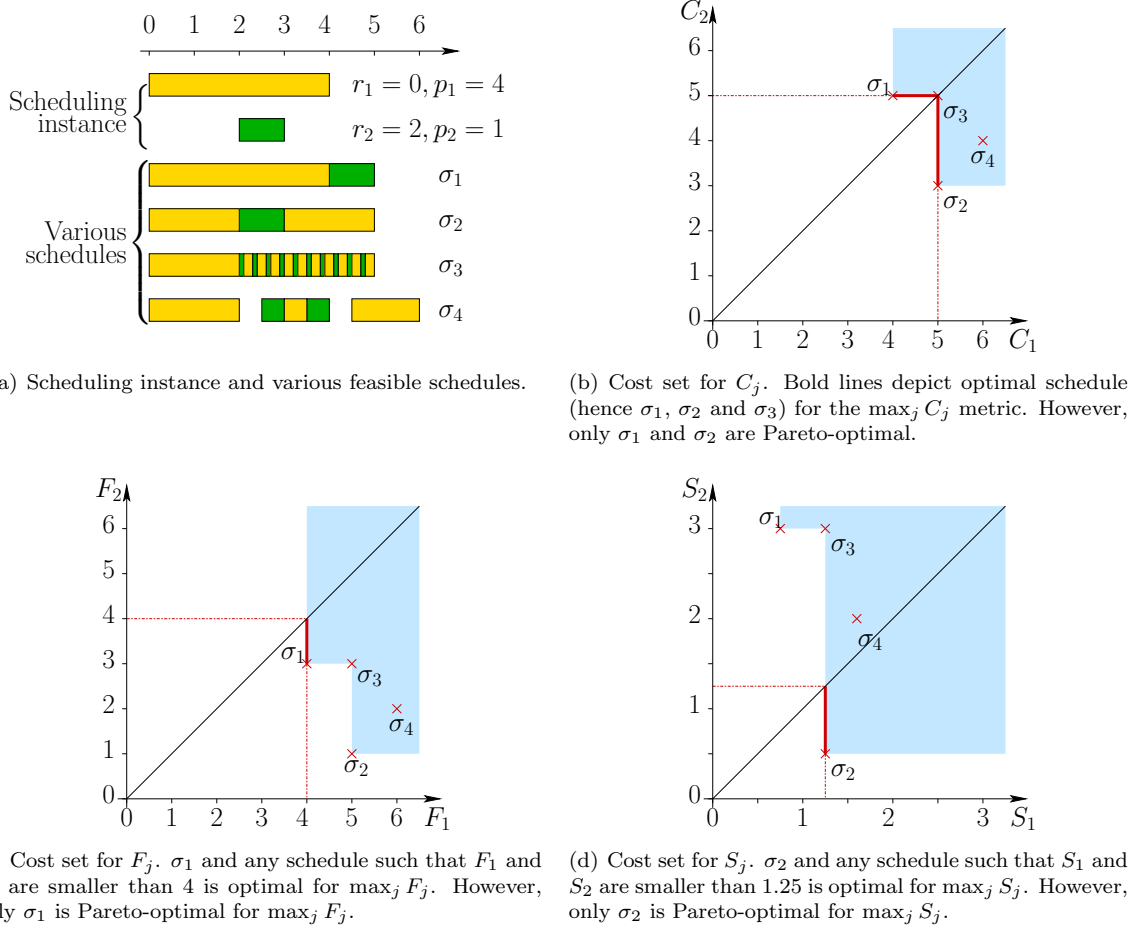 0 1 2 3 4 5 6
Scheduling instance
r₁ = 0, p₁ = 4
r₂ = 2, p₂ = 1
Various schedules
σ₁
σ₂
σ₃
σ₄
a) Scheduling instance and various feasible schedules.
C₂
6
5
4
3
2
1
0
0 1 2 3 4 5 6 C₁
σ₁
σ₃
σ₄
σ₂
(b) Cost set for Cⱼ. Bold lines depict optimal schedule
(hence σ₁, σ₂ and σ₃) for the maxⱼ Cⱼ metric. However,
only σ₁ and σ₂ are Pareto-optimal.
F₂
6
5
4
3
2
1
0
0 1 2 3 4 5 6 F₁
σ₁
σ₃
σ₄
σ₂
Cost set for Fⱼ. σ₁ and any schedule such that F₁ and
are smaller than 4 is optimal for maxⱼ Fⱼ. However,
ly σ₁ is Pareto-optimal for maxⱼ Fⱼ.
S₂
3
2
1
0
0 1 2 3 S₁
σ₁
σ₃
σ₄
σ₂
(d) Cost set for Sⱼ. σ₂ and any schedule such that S₁ and
S₂ are smaller than 1.25 is optimal for maxⱼ Sⱼ. However,
only σ₂ is Pareto-optimal for maxⱼ Sⱼ.